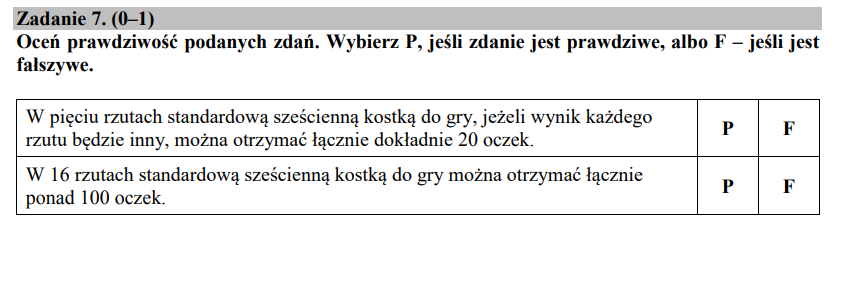 Zadanie 7. (0–1)
Oceń prawdziwość podanych zdań. Wybierz P, jeśli zdanie jest prawdziwe, albo F – jeśli jest
fałszywe.
W pięciu rzutach standardową sześcienną kostką do gry, jeżeli wynik każdego
rzutu będzie inny, można otrzymać łącznie dokładnie 20 oczek.
P
F
W 16 rzutach standardową sześcienną kostką do gry można otrzymać łącznie
ponad 100 oczek.
P
F